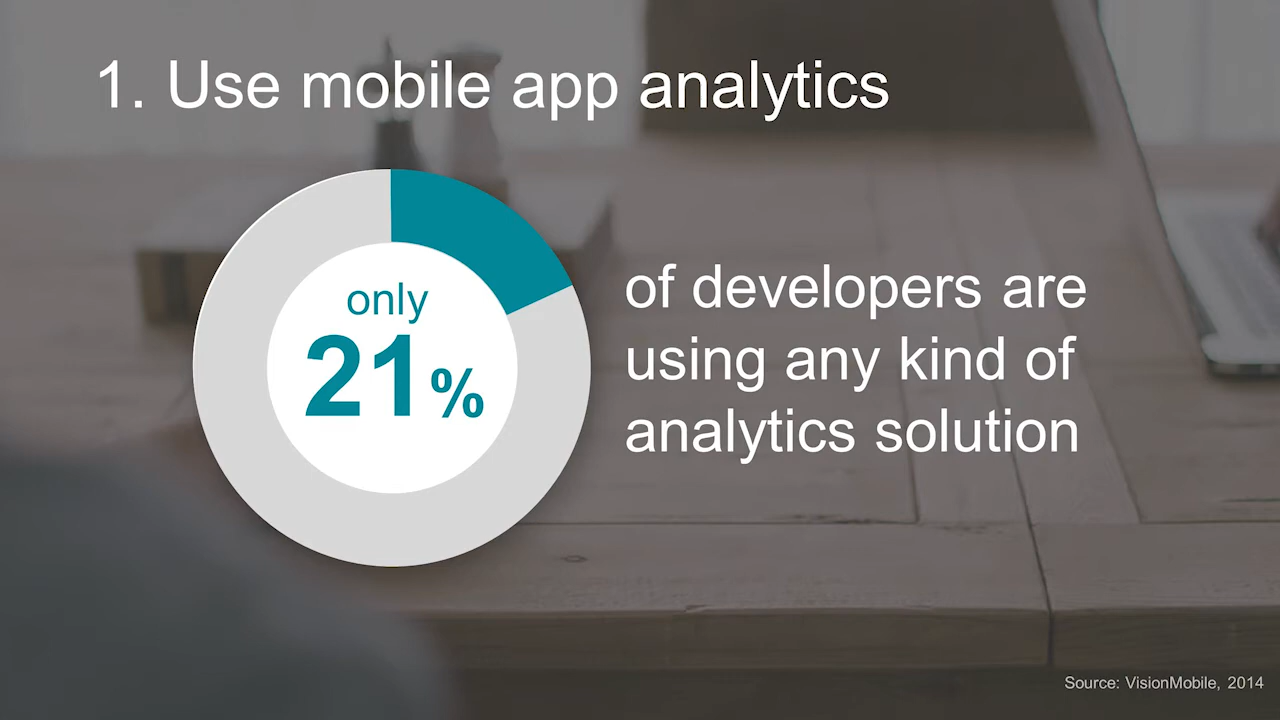 1. Use mobile app analytics
only
21%
of developers are
using any kind of
analytics solution
Source: VisionMobile, 2014